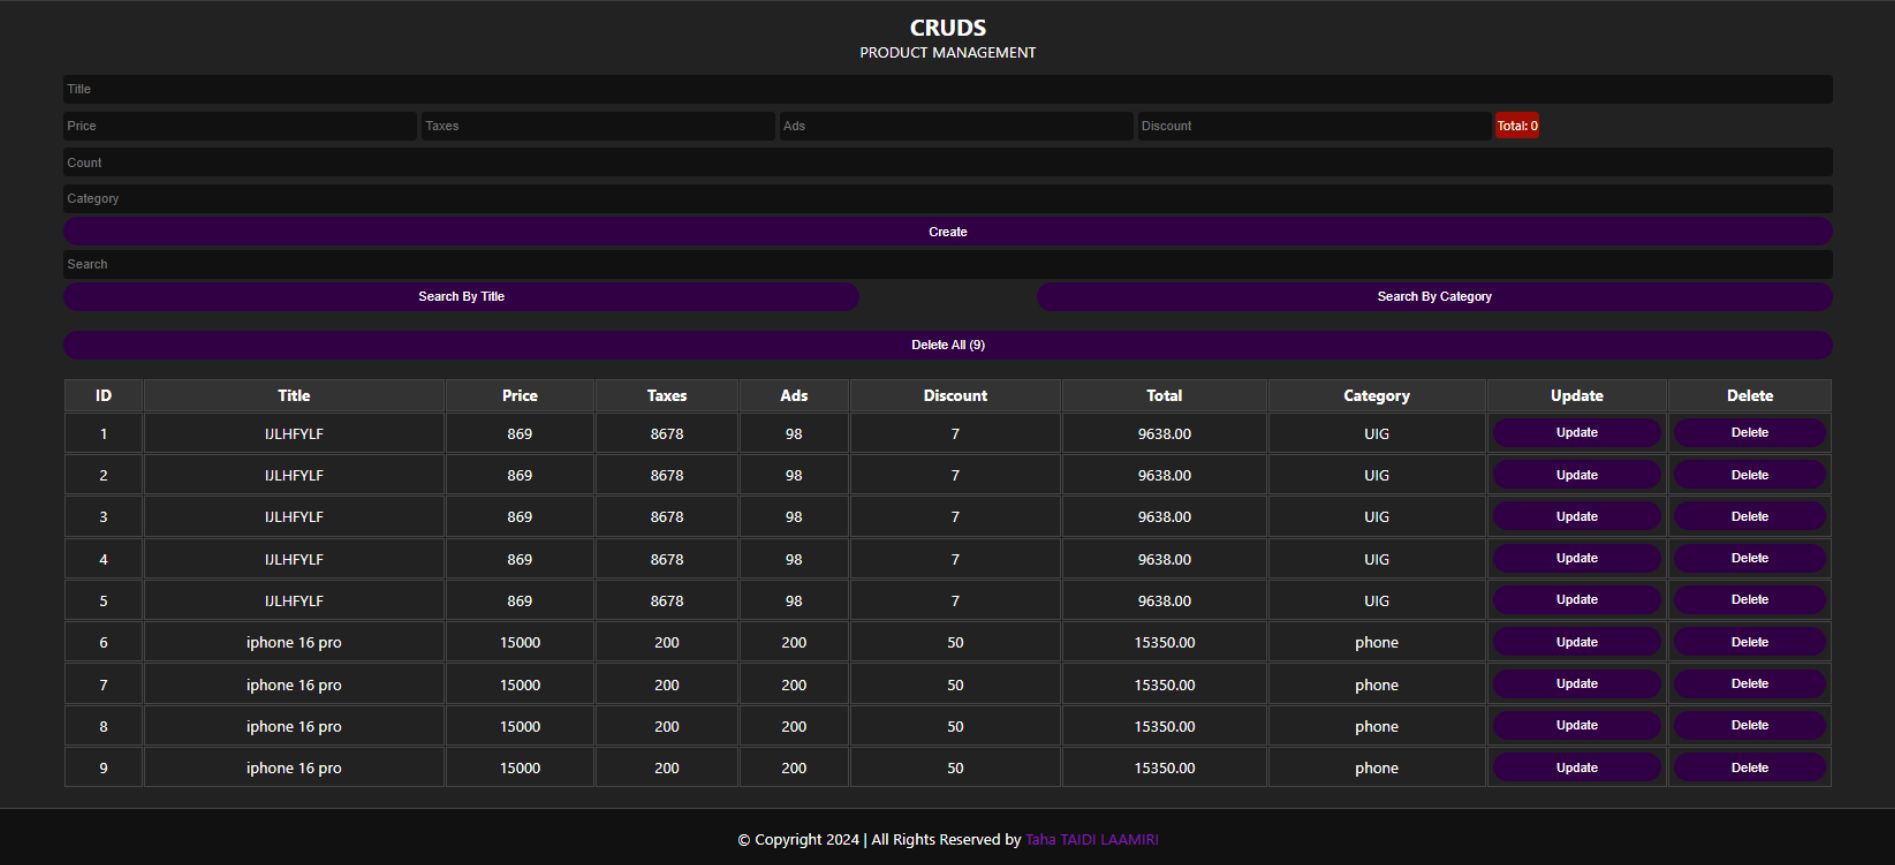 CRUDS
PRODUCT MANAGEMENT
Title
Price Taxes Ads Discount Total: 0
Count
Category
Create
Search
Search By Title Search By Category
Delete All (9)
ID Title Price Taxes Ads Discount Total Category Update Delete
1 IJLHFYLF 869 8678 98 7 9638.00 UIG Update Delete
2 IJLHFYLF 869 8678 98 7 9638.00 UIG Update Delete
3 IJLHFYLF 869 8678 98 7 9638.00 UIG Update Delete
4 IJLHFYLF 869 8678 98 7 9638.00 UIG Update Delete
5 IJLHFYLF 869 8678 98 7 9638.00 UIG Update Delete
6 iphone 16 pro 15000 200 200 50 15350.00 phone Update Delete
7 iphone 16 pro 15000 200 200 50 15350.00 phone Update Delete
8 iphone 16 pro 15000 200 200 50 15350.00 phone Update Delete
9 iphone 16 pro 15000 200 200 50 15350.00 phone Update Delete
© Copyright 2024 | All Rights Reserved by Taha TAIDI LAAMIRI